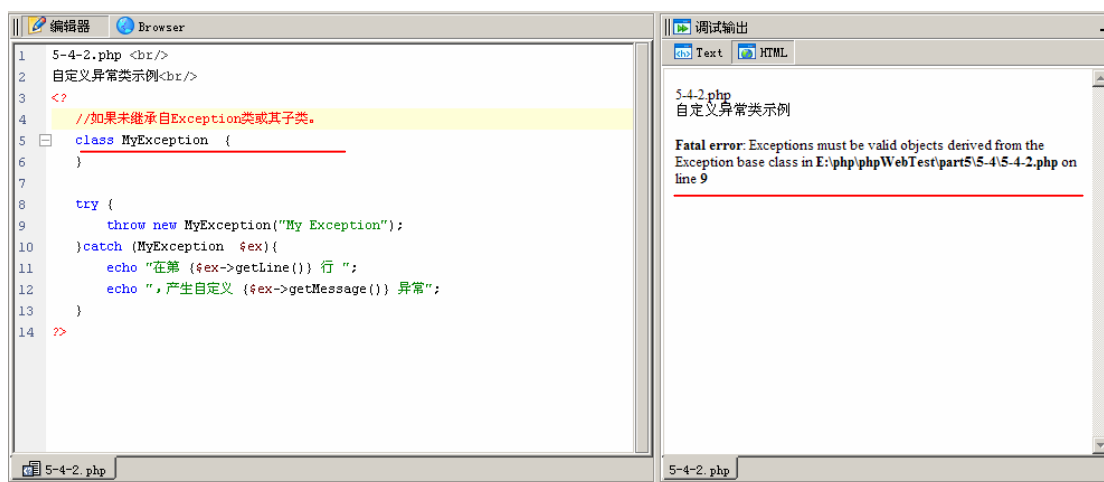 编辑器 Browser
1 5-4-2.php <br/>
2 自定义异常类示例<br/>
3 <?
4 //如果未继承自Exception类或其子类。
5 class MyException {
6 }
7
8 try {
9 throw new MyException("My Exception");
10 }catch (MyException $ex){
11 echo "在第 {$ex->getLine()} 行 ";
12 echo ",产生自定义 {$ex->getMessage()} 异常";
13 }
14 ?>
5-4-2.php
调试输出
Text HTML
5-4-2.php
自定义异常类示例
Fatal error: Exceptions must be valid objects derived from the
Exception base class in E:\php\phpWebTest\part5\5-4\5-4-2.php on
line 9
5-4-2.php